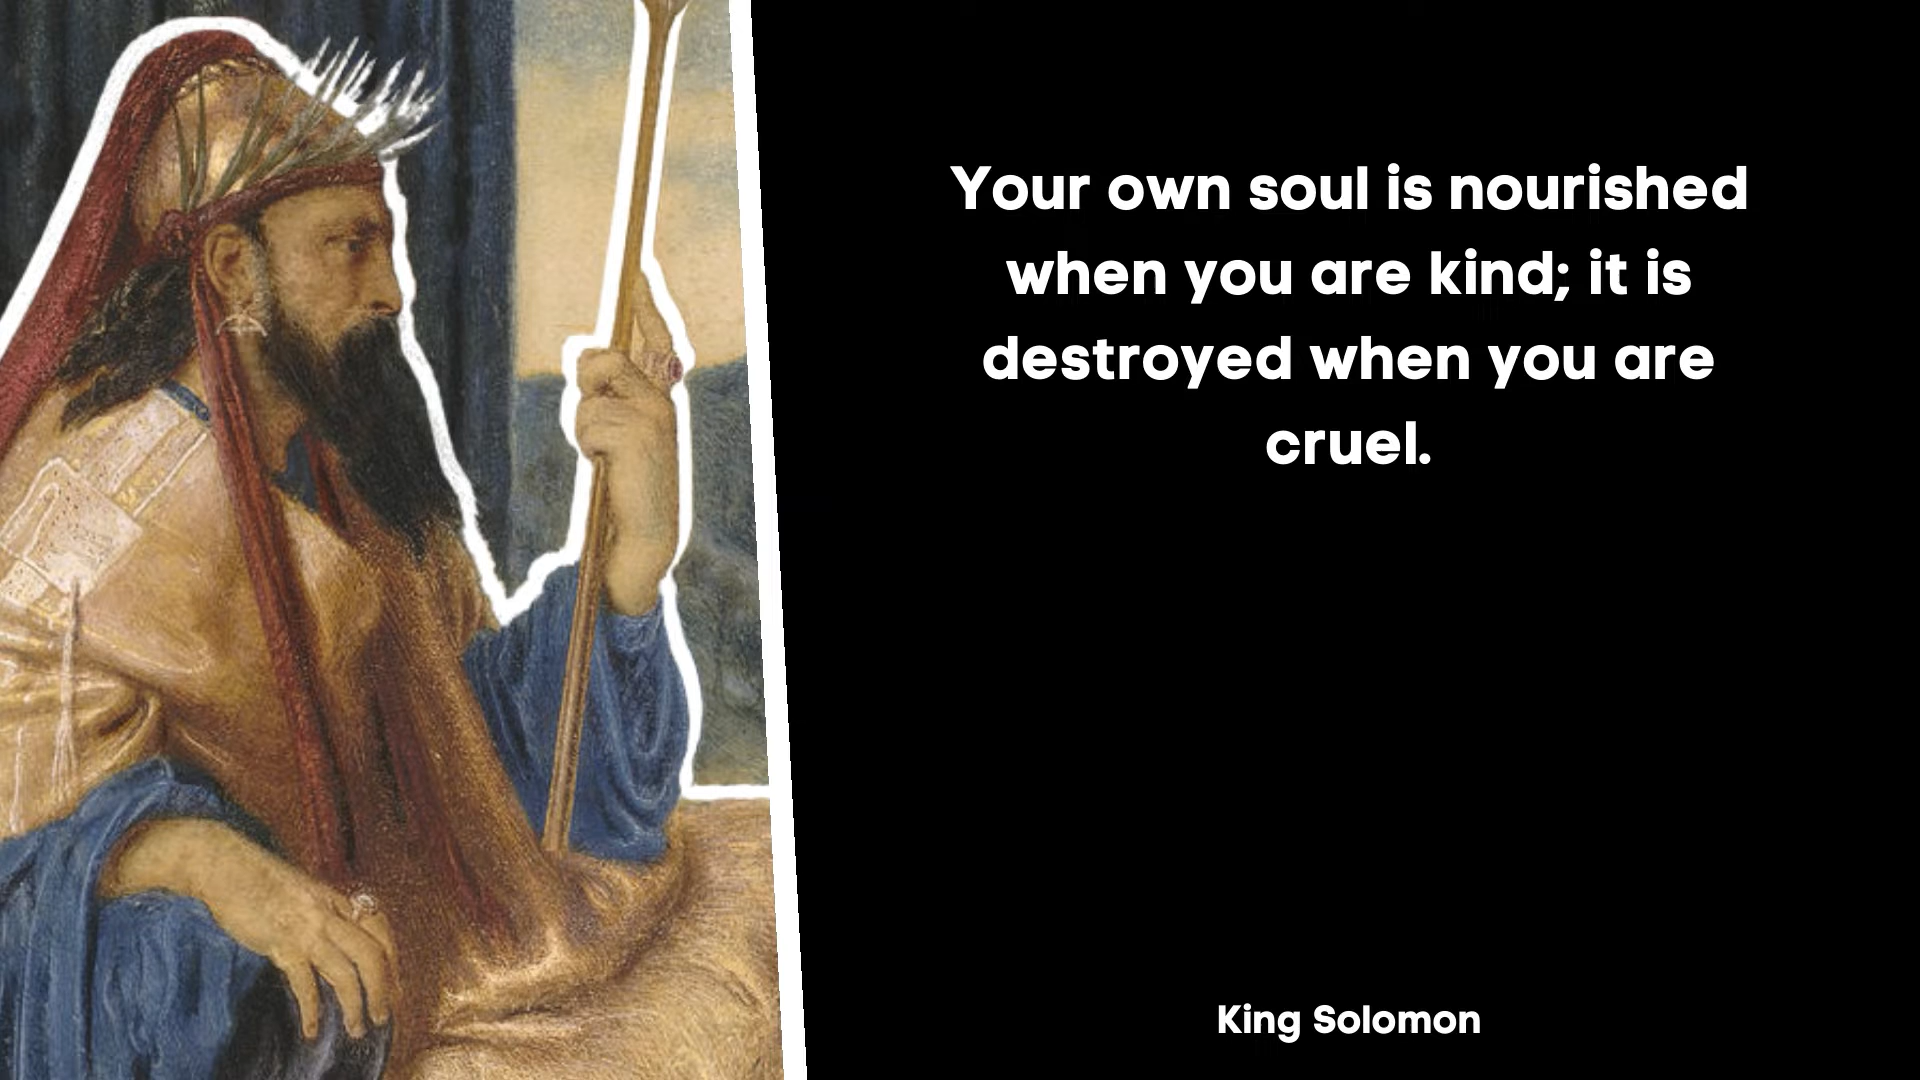 Your own soul is nourished
when you are kind; it is
destroyed when you are
cruel.
King Solomon